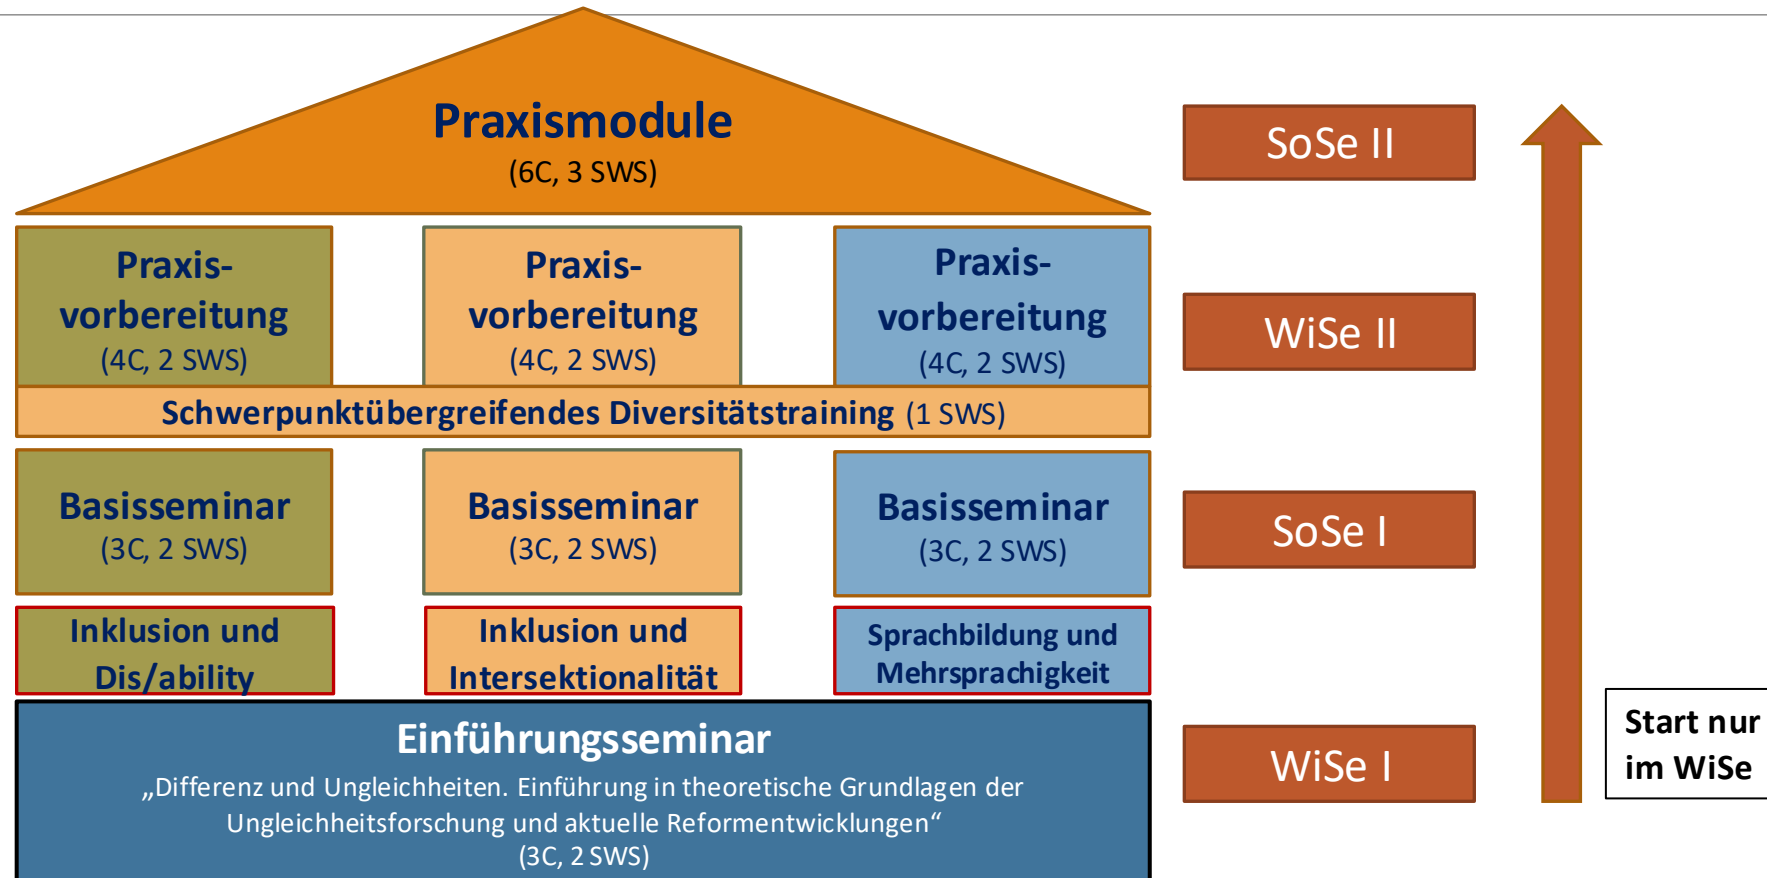 Praxismodule
(6C, 3 SWS)
SoSe II
Praxis-
vorbereitung
(4C, 2 SWS)
Praxis-
vorbereitung
(4C, 2 SWS)
Praxis-
vorbereitung
(4C, 2 SWS)
WiSe II
Schwerpunktübergreifendes Diversitätstraining (1 SWS)
Basisseminar
(3C, 2 SWS)
Basisseminar
(3C, 2 SWS)
Basisseminar
(3C, 2 SWS)
SoSe I
Inklusion und
Dis/ability
Inklusion und
Intersektionalität
Sprachbildung und
Mehrsprachigkeit
Einführungsseminar
„Differenz und Ungleichheiten. Einführung in theoretische Grundlagen der
Ungleichheitsforschung und aktuelle Reformentwicklungen“
(3C, 2 SWS)
WiSe I
Start nur
im WiSe